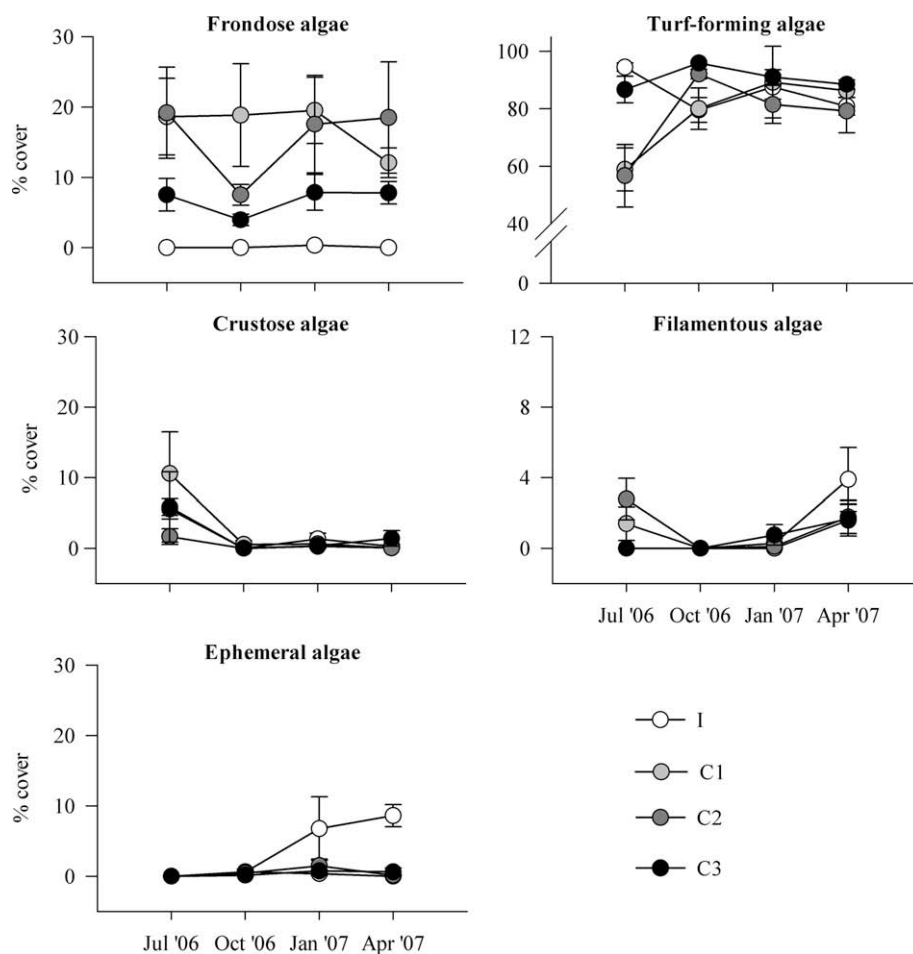 Frondose algae
30
20
10
0
% cover
Turf-forming algae
100
80
60
40
0
Crustose algae
30
20
10
0
% cover
Filamentous algae
12
8
4
0
Jul '06 Oct '06 Jan '07 Apr '07
Ephemeral algae
30
20
10
0
% cover
Jul '06 Oct '06 Jan '07 Apr '07
I
C1
C2
C3